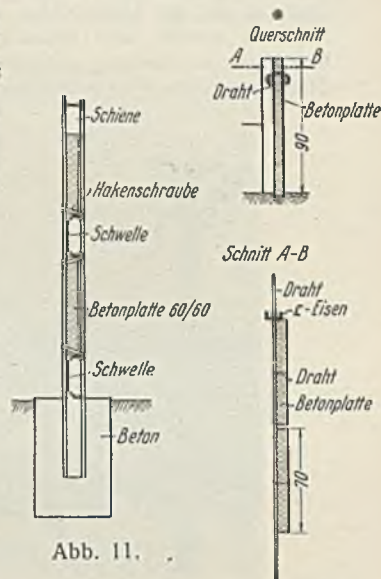 Schiene
Hakenschraube
Schwelle
Betonplatte 60/60
Schwelle
Beton
Abb. 11.
Querschnitt
A B
Draht
Betonplatte
90
Schnitt A-B
Draht
c-Eisen
Draht
Betonplatte
70